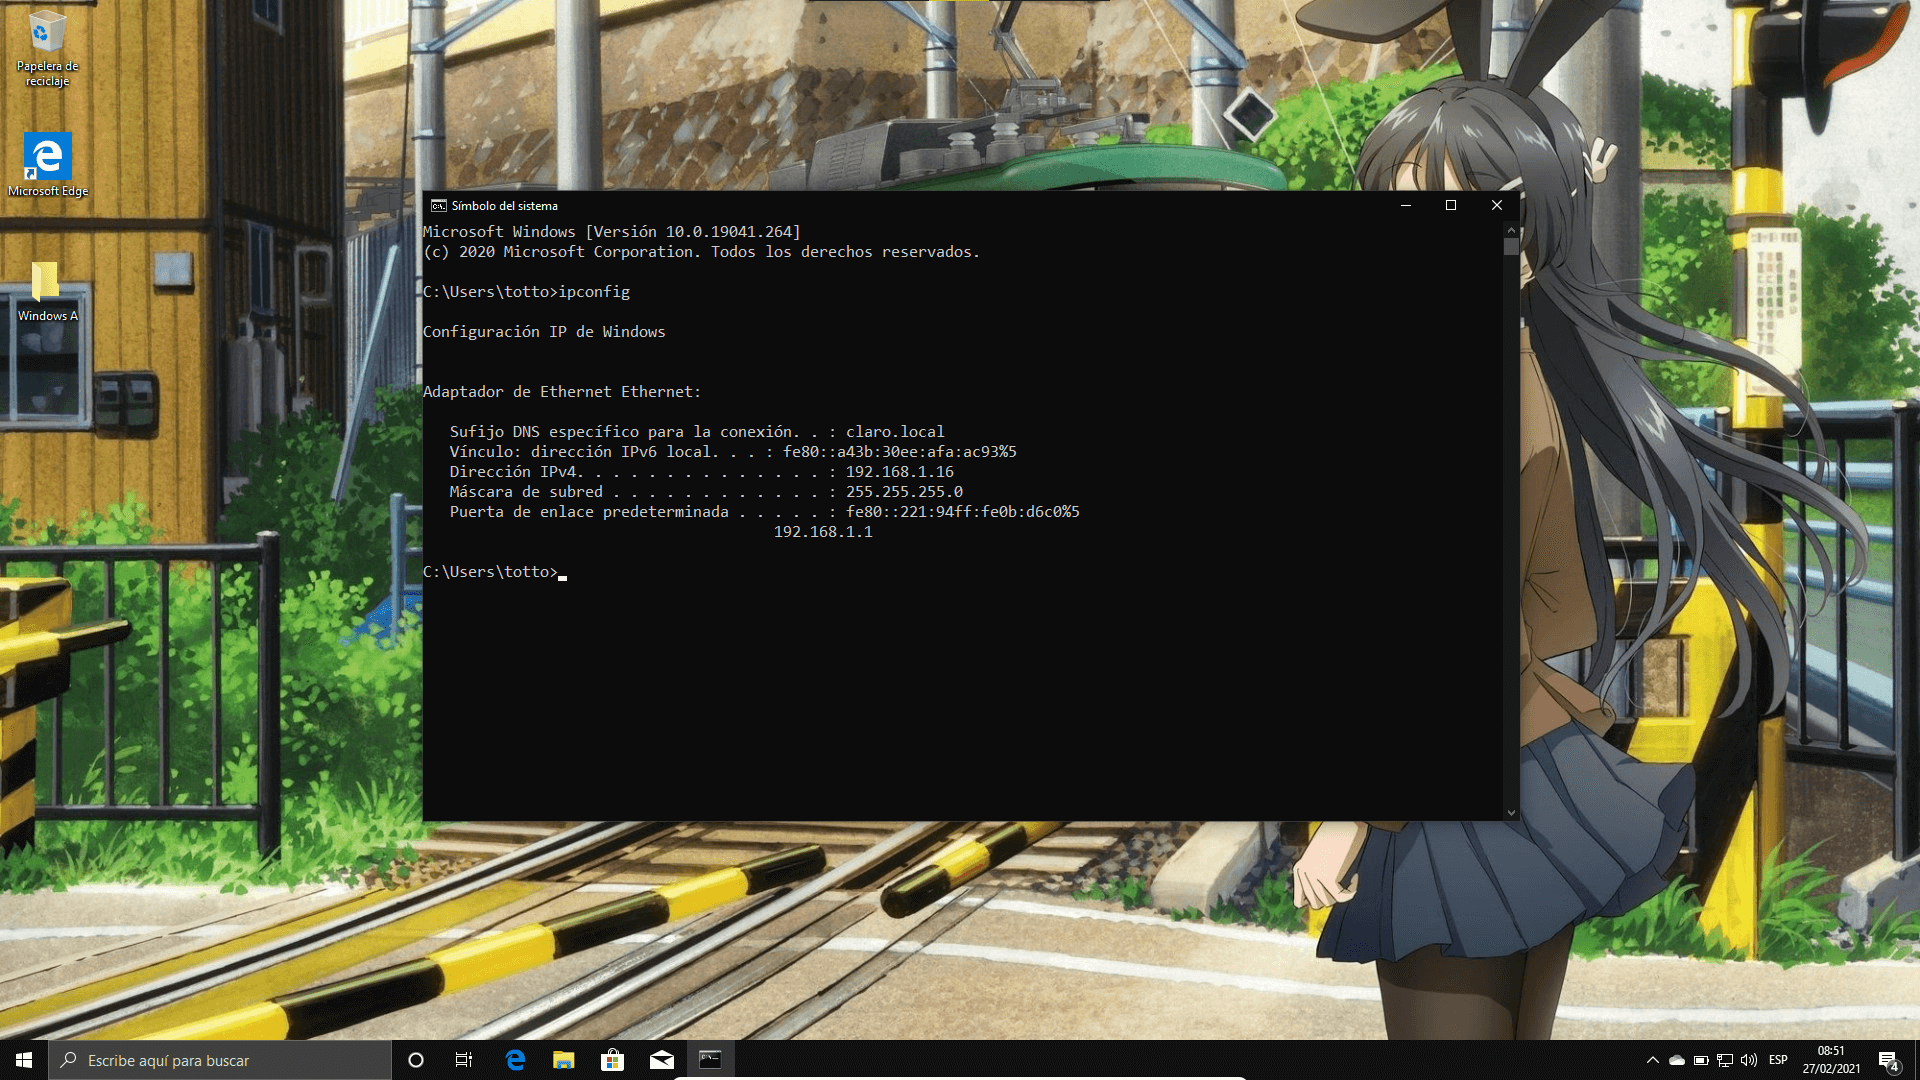 Papelera de
reciclaje
Microsoft Edge
Windows A
Símbolo del sistema
Microsoft Windows [Versión 10.0.19041.264]
(c) 2020 Microsoft Corporation. Todos los derechos reservados.
C:\Users\totto>ipconfig
Configuración IP de Windows
Adaptador de Ethernet Ethernet:
Sufijo DNS específico para la conexión. . : claro.local
Vínculo: dirección IPv6 local. . . : fe80::a43b:30ee:afa:ac93%5
Dirección IPv4. . . . . . . . . . . . . . : 192.168.1.16
Máscara de subred . . . . . . . . . . . . : 255.255.255.0
Puerta de enlace predeterminada . . . . . : fe80::221:94ff:fe0b:d6c0%5
192.168.1.1
C:\Users\totto>
Escribe aquí para buscar
ESP
08:51
27/02/2021
4